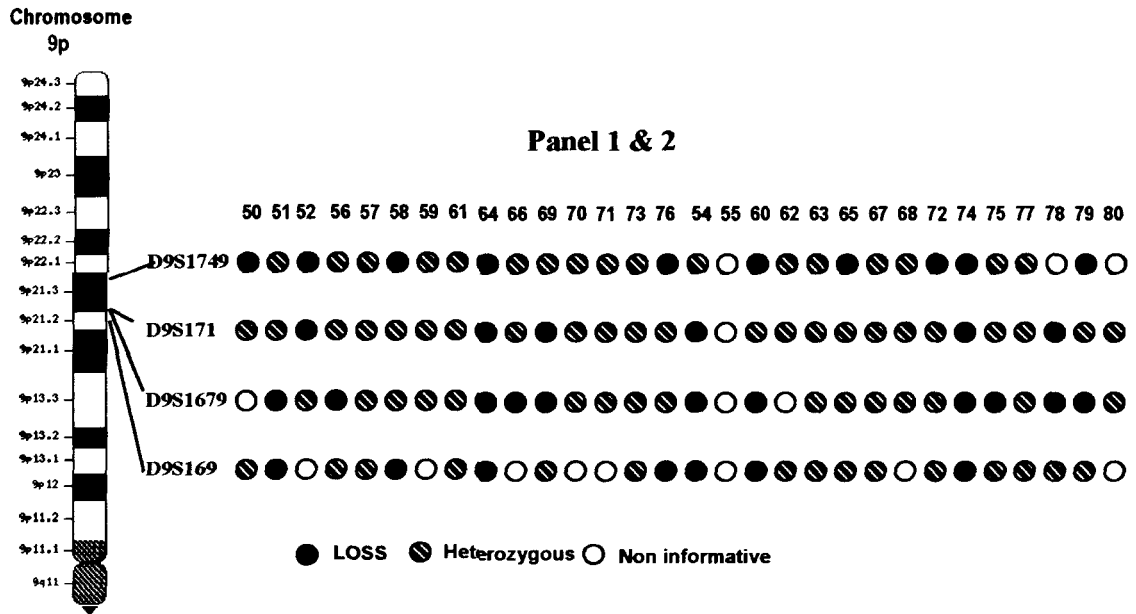 Chromosome
9p
9p24.3
9p24.2
9p24.1
9p23
9p22.3
9p22.2
9p22.1
9p21.3
9p21.2
9p21.1
9p13.3
9p13.2
9p13.1
9p12
9p11.2
9p11.1
9q11
Panel 1 & 2
50 51 52 56 57 58 59 61 64 66 69 70 71 73 76 54 55 60 62 63 65 67 68 72 74 75 77 78 79 80
D9S1749
D9S171
D9S1679
D9S169
LOSS Heterozygous Non informative